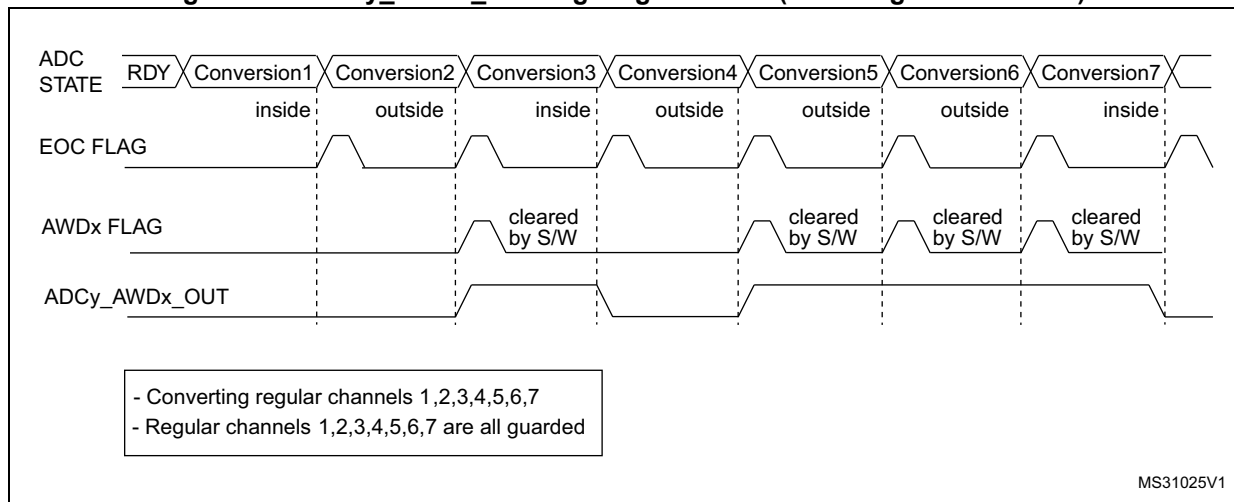 ADC
STATE
RDY Conversion1 Conversion2 Conversion3 Conversion4 Conversion5 Conversion6 Conversion7
inside outside inside outside outside outside inside
EOC FLAG
AWDx FLAG
cleared
by S/W
cleared
by S/W
cleared
by S/W
cleared
by S/W
ADCy_AWDx_OUT
- Converting regular channels 1,2,3,4,5,6,7
- Regular channels 1,2,3,4,5,6,7 are all guarded
MS31025V1